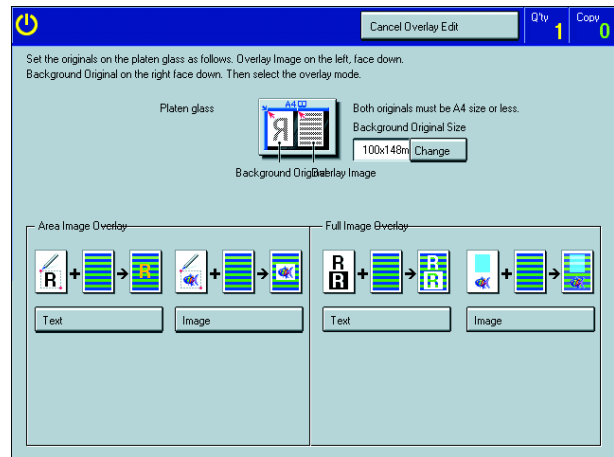 Cancel Overlay Edit
Q'ty 1
Copy 0
Set the originals on the platen glass as follows. Overlay Image on the left, face down.
Background Original on the right face down. Then select the overlay mode.
Platen glass
A4
R
Both originals must be A4 size or less.
Background Original Size
100x148m
Change
Background Original
Overlay Image
Area Image Overlay
Full Image Overlay
R + → R
+ →
R R + → R R
+ →
Text
Image
Text
Image